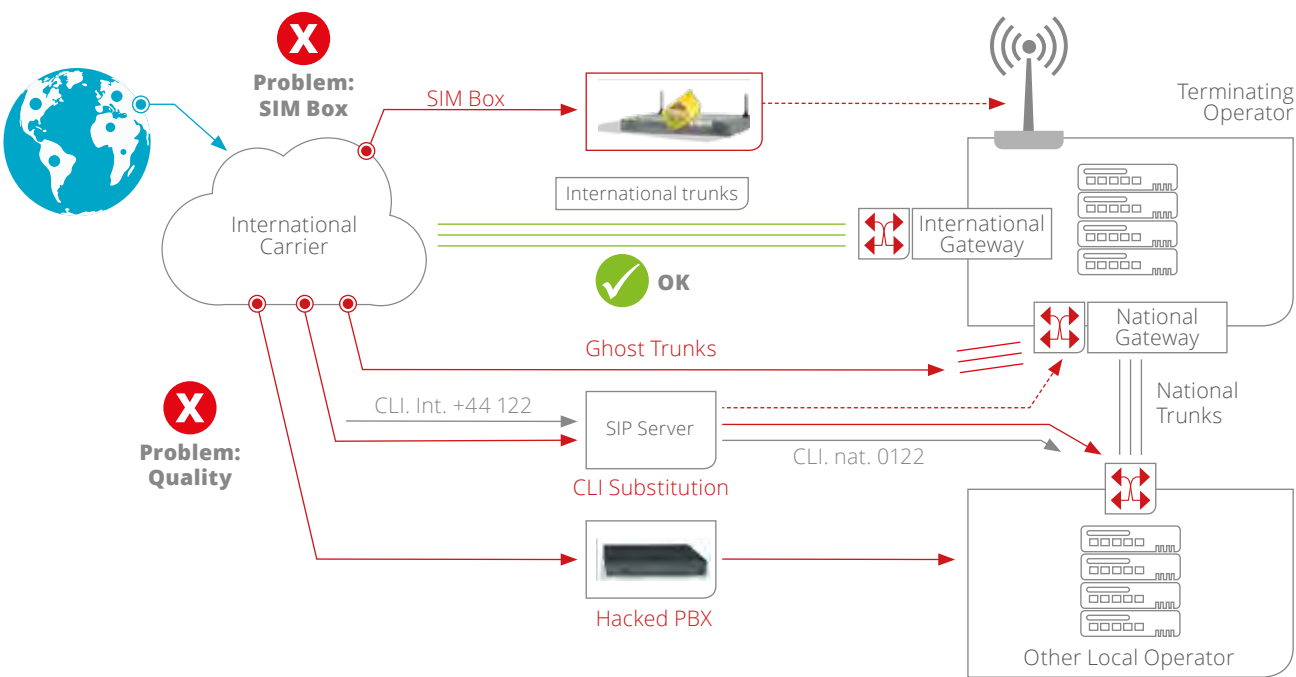 X
Problem:
SIM Box
SIM Box
Terminating
Operator
International trunks
International
Carrier
International
Gateway
OK
National
Gateway
Ghost Trunks
National
Trunks
X
Problem:
Quality
CLI. Int. +44 122
SIP Server
CLI. nat. 0122
CLI Substitution
Hacked PBX
Other Local Operator